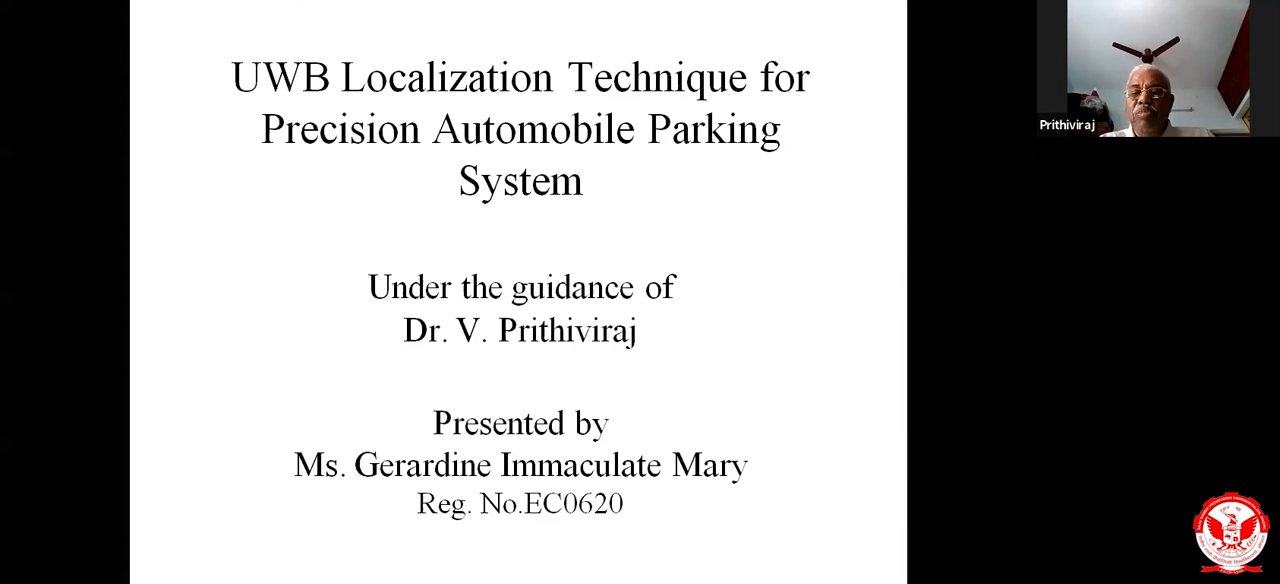 UWB Localization Technique for
Precision Automobile Parking
System
Under the guidance of
Dr. V. Prithiviraj
Presented by
Ms. Gerardine Immaculate Mary
Reg. No.EC0620
Prithiviraj